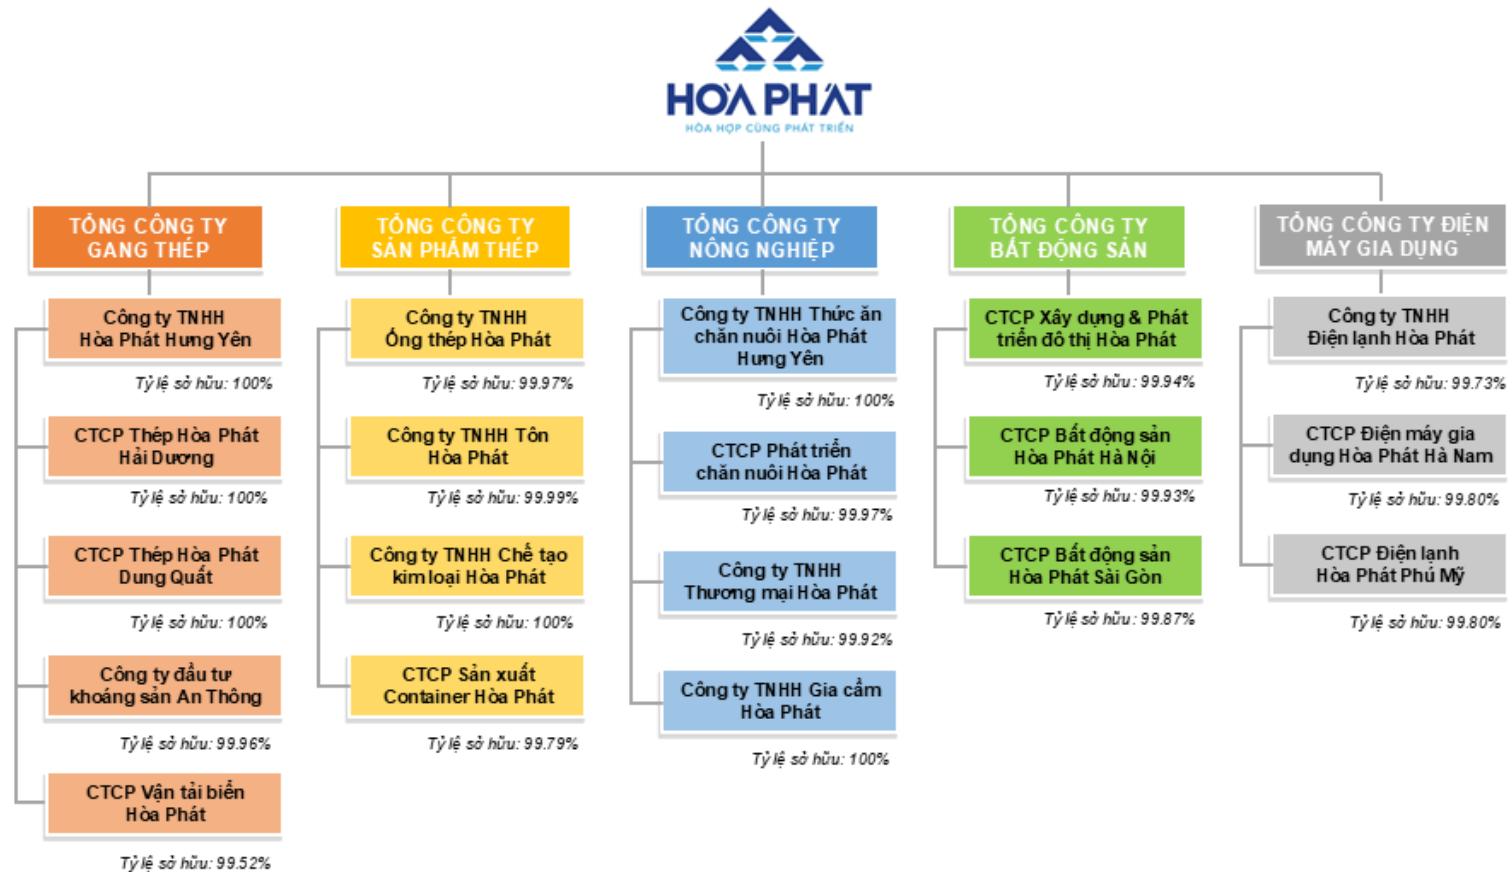 HÒA PHÁT
HÒA HỢP CÙNG PHÁT TRIỂN
TỔNG CÔNG TY
GANG THÉP
Công ty TNHH
Hòa Phát Hưng Yên
Tỷ lệ sở hữu: 100%
CTCP Thép Hòa Phát
Hải Dương
Tỷ lệ sở hữu: 100%
CTCP Thép Hòa Phát
Dung Quất
Tỷ lệ sở hữu: 100%
Công ty đầu tư
khoáng sản An Thông
Tỷ lệ sở hữu: 99.96%
CTCP Vận tải biển
Hòa Phát
Tỷ lệ sở hữu: 99.52%
TỔNG CÔNG TY
SẢN PHẨM THÉP
Công ty TNHH
Ống thép Hòa Phát
Tỷ lệ sở hữu: 99.97%
Công ty TNHH Tôn
Hòa Phát
Tỷ lệ sở hữu: 99.99%
Công ty TNHH Chế tạo
kim loại Hòa Phát
Tỷ lệ sở hữu: 100%
CTCP Sản xuất
Container Hòa Phát
Tỷ lệ sở hữu: 99.79%
TỔNG CÔNG TY
NÔNG NGHIỆP
Công ty TNHH Thức ăn
chăn nuôi Hòa Phát
Hưng Yên
Tỷ lệ sở hữu: 100%
CTCP Phát triển
chăn nuôi Hòa Phát
Tỷ lệ sở hữu: 99.97%
Công ty TNHH
Thương mại Hòa Phát
Tỷ lệ sở hữu: 99.92%
Công ty TNHH Gia cầm
Hòa Phát
Tỷ lệ sở hữu: 100%
TỔNG CÔNG TY
BẤT ĐỘNG SẢN
CTCP Xây dựng & Phát
triển đô thị Hòa Phát
Tỷ lệ sở hữu: 99.94%
CTCP Bất động sản
Hòa Phát Hà Nội
Tỷ lệ sở hữu: 99.93%
CTCP Bất động sản
Hòa Phát Sài Gòn
Tỷ lệ sở hữu: 99.87%
TỔNG CÔNG TY ĐIỆN
MÁY GIA DỤNG
Công ty TNHH
Điện lạnh Hòa Phát
Tỷ lệ sở hữu: 99.73%
CTCP Điện máy gia
dụng Hòa Phát Hà Nam
Tỷ lệ sở hữu: 99.80%
CTCP Điện lạnh
Hòa Phát Phú Mỹ
Tỷ lệ sở hữu: 99.80%